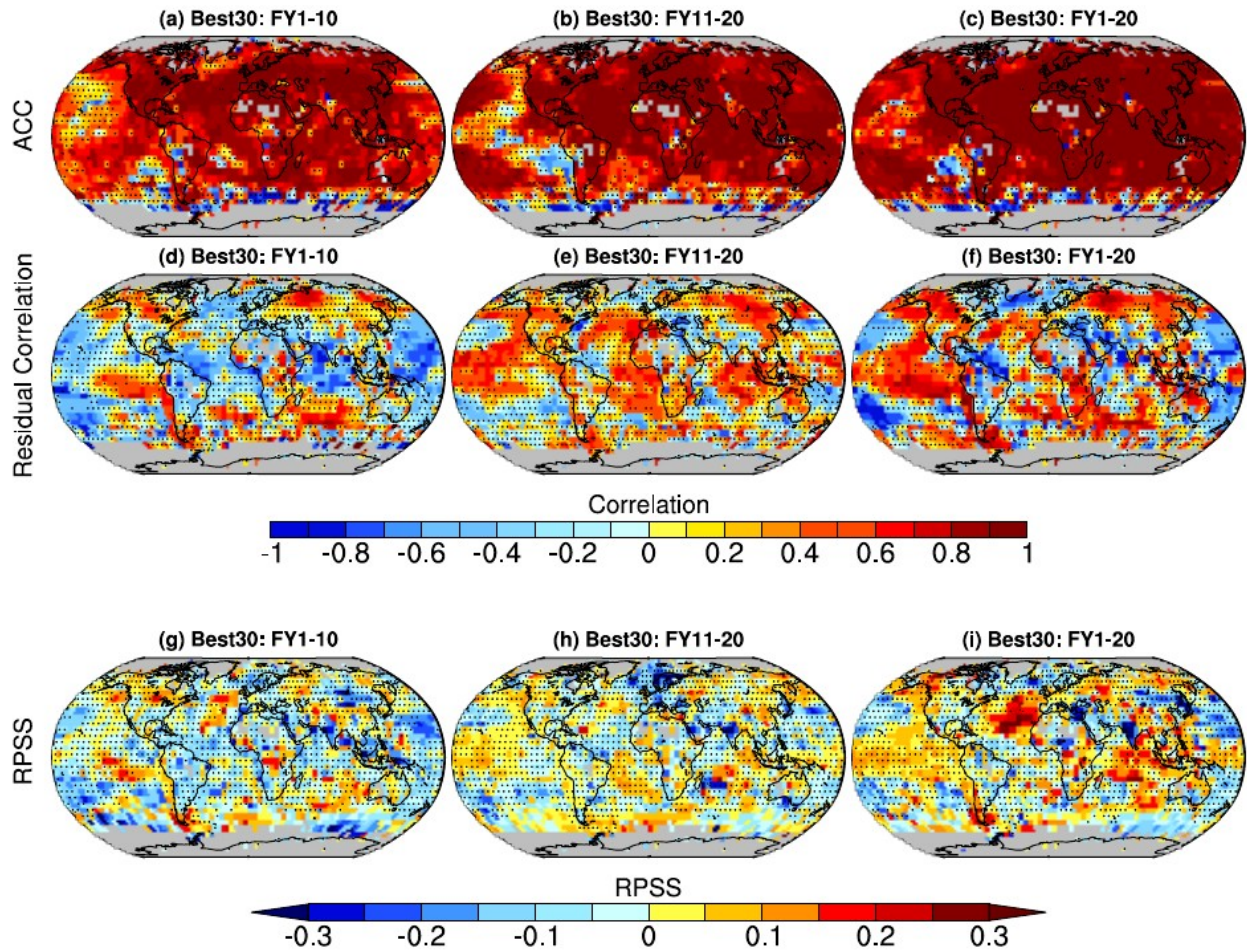 (a) Best30: FY1-10 (b) Best30: FY11-20 (c) Best30: FY1-20
ACC
(d) Best30: FY1-10 (e) Best30: FY11-20 (f) Best30: FY1-20
Residual Correlation
Correlation
-1 -0.8 -0.6 -0.4 -0.2 0 0.2 0.4 0.6 0.8 1
(g) Best30: FY1-10 (h) Best30: FY11-20 (i) Best30: FY1-20
RPSS
RPSS
-0.3 -0.2 -0.1 0 0.1 0.2 0.3